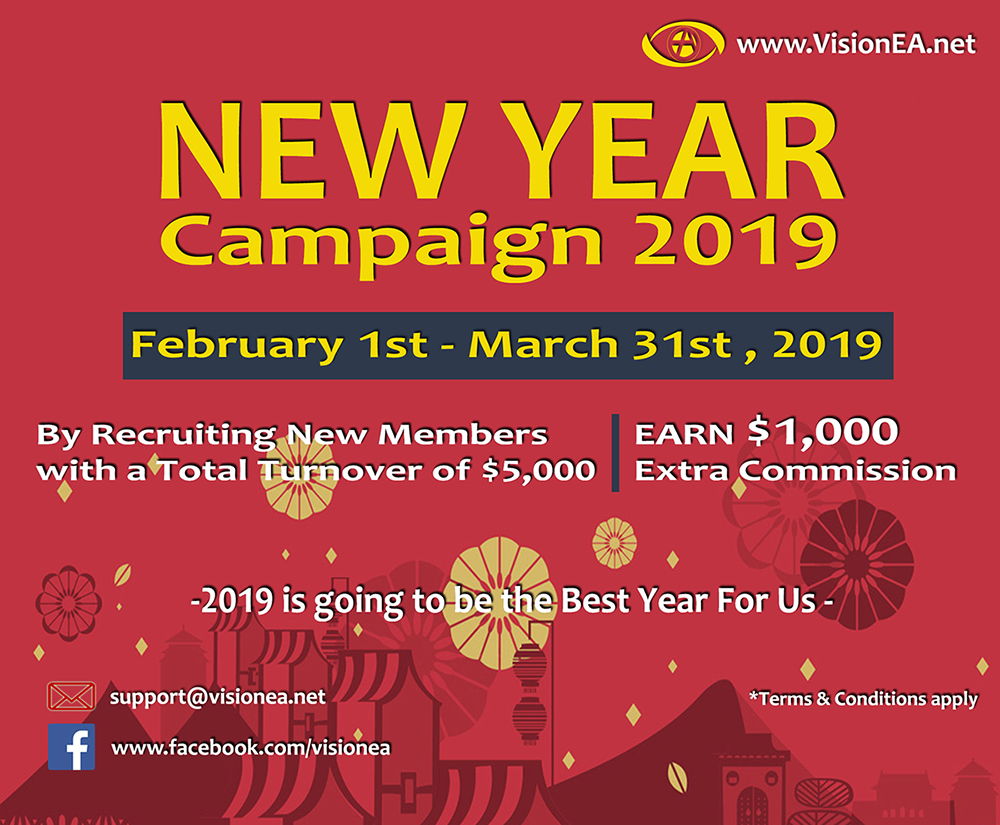 www.VisionEA.net
NEW YEAR
Campaign 2019
February 1st - March 31st , 2019
By Recruiting New Members
with a Total Turnover of $5,000
EARN $1,000
Extra Commission
-2019 is going to be the Best Year For Us -
support@visionea.net
*Terms & Conditions apply
f www.facebook.com/visionea